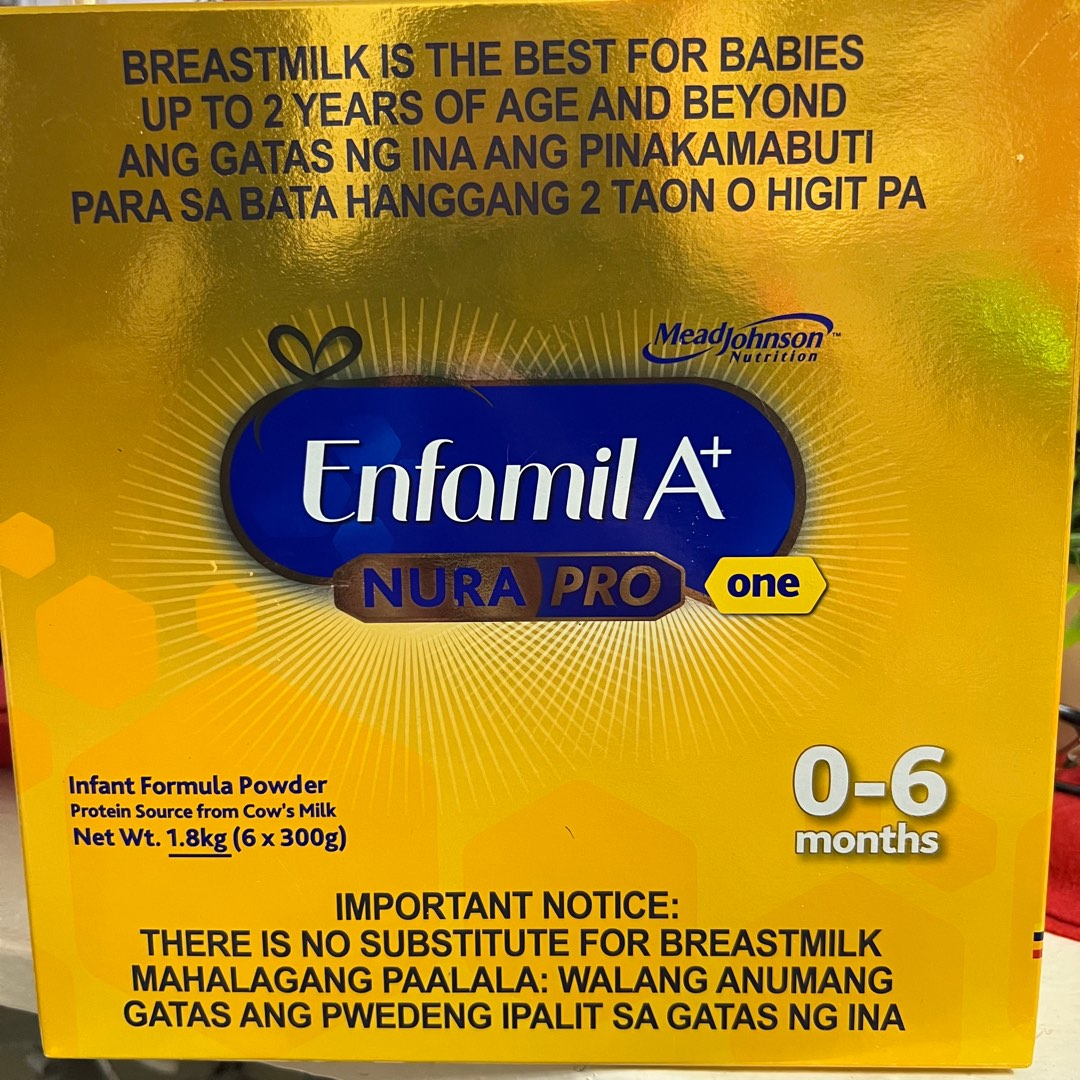 BREASTMILK IS THE BEST FOR BABIES
UP TO 2 YEARS OF AGE AND BEYOND
ANG GATAS NG INA ANG PINAKAMABUTI
PARA SA BATA HANGGANG 2 TAON O HIGIT PA
MeadJohnson™
Nutrition
Enfamil A+
NURA PRO one
Infant Formula Powder
Protein Source from Cow's Milk
Net Wt. 1.8kg (6 x 300g)
0-6
months
IMPORTANT NOTICE:
THERE IS NO SUBSTITUTE FOR BREASTMILK
MAHALAGANG PAALALA: WALANG ANUMANG
GATAS ANG PWEDENG IPALIT SA GATAS NG INA